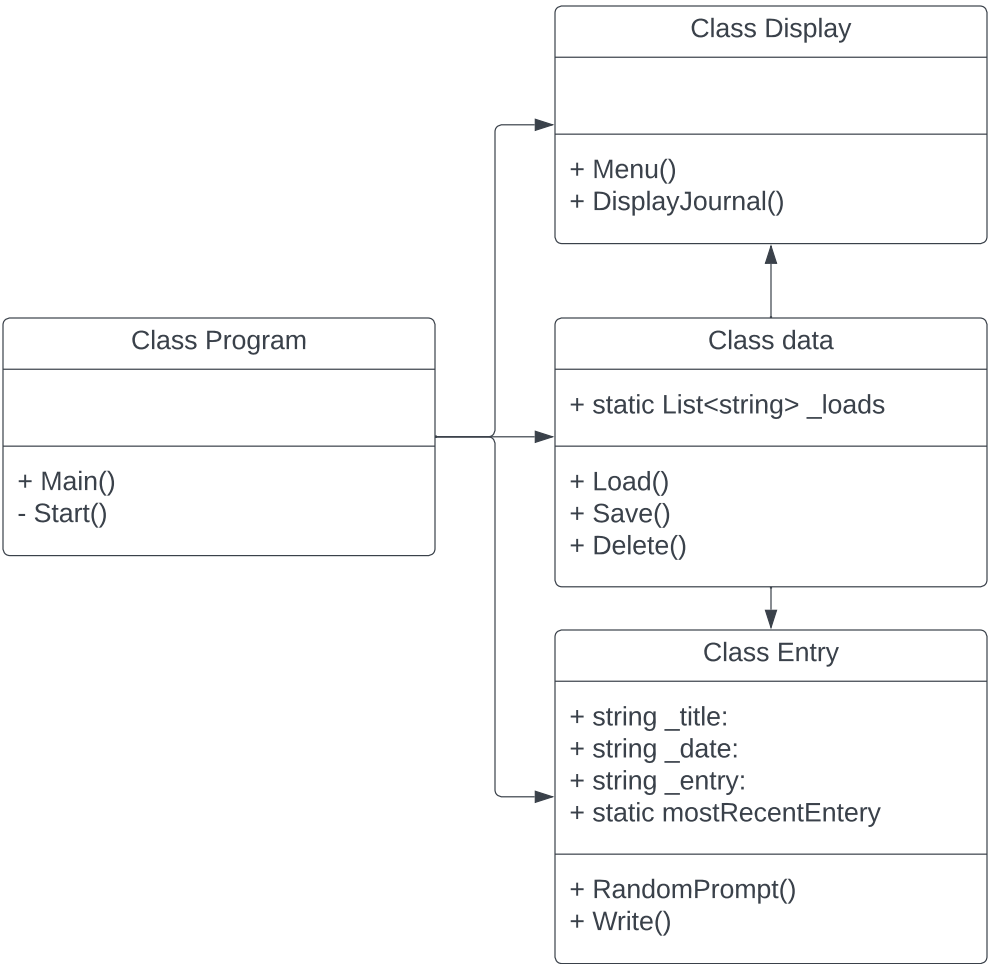 Class Display
+ Menu()
+ DisplayJournal()
Class Program
+ Main()
- Start()
Class data
+ static List<string> _loads
+ Load()
+ Save()
+ Delete()
Class Entry
+ string _title:
+ string _date:
+ string _entry:
+ static mostRecentEntery
+ RandomPrompt()
+ Write()